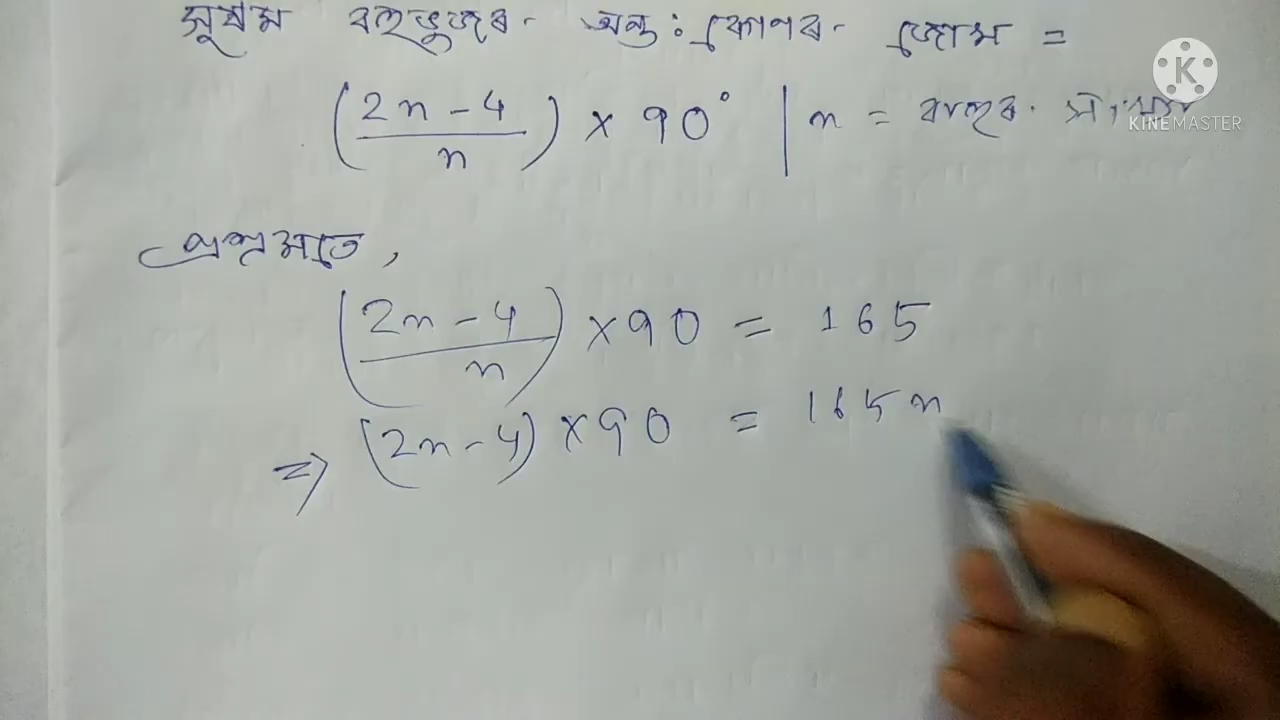 সুষম বহুভুজৰ অন্ত: কোণৰ জোখ =
(2n - 4 / n) × 90° | n = বাহুৰ সংখ্যা
KINEMASTER
প্ৰশ্নমতে,
(2n - 4 / n) × 90 = 165
⇒ (2n - 4) × 90 = 165n